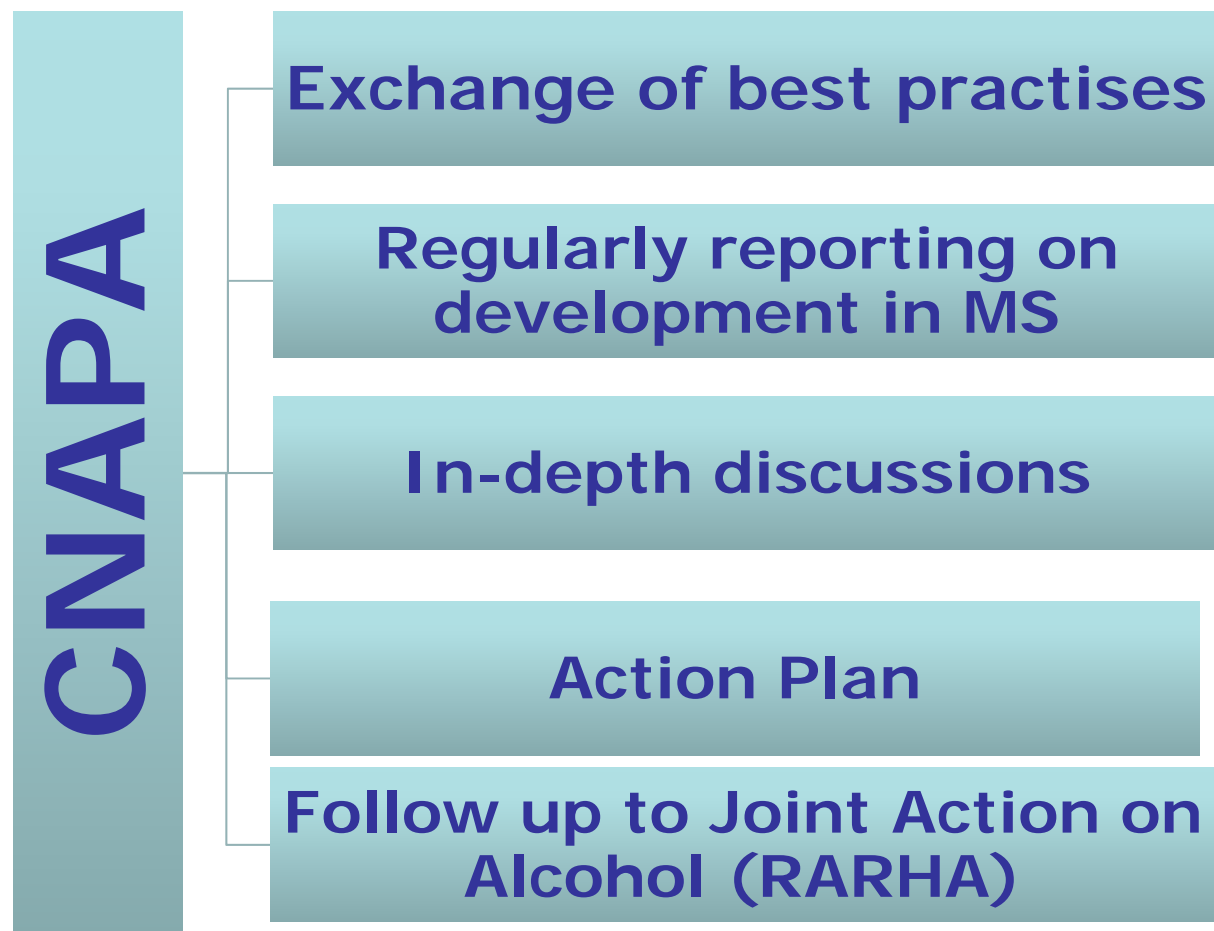 CNAPA
Exchange of best practises
Regularly reporting on
development in MS
In-depth discussions
Action Plan
Follow up to Joint Action on
Alcohol (RARHA)